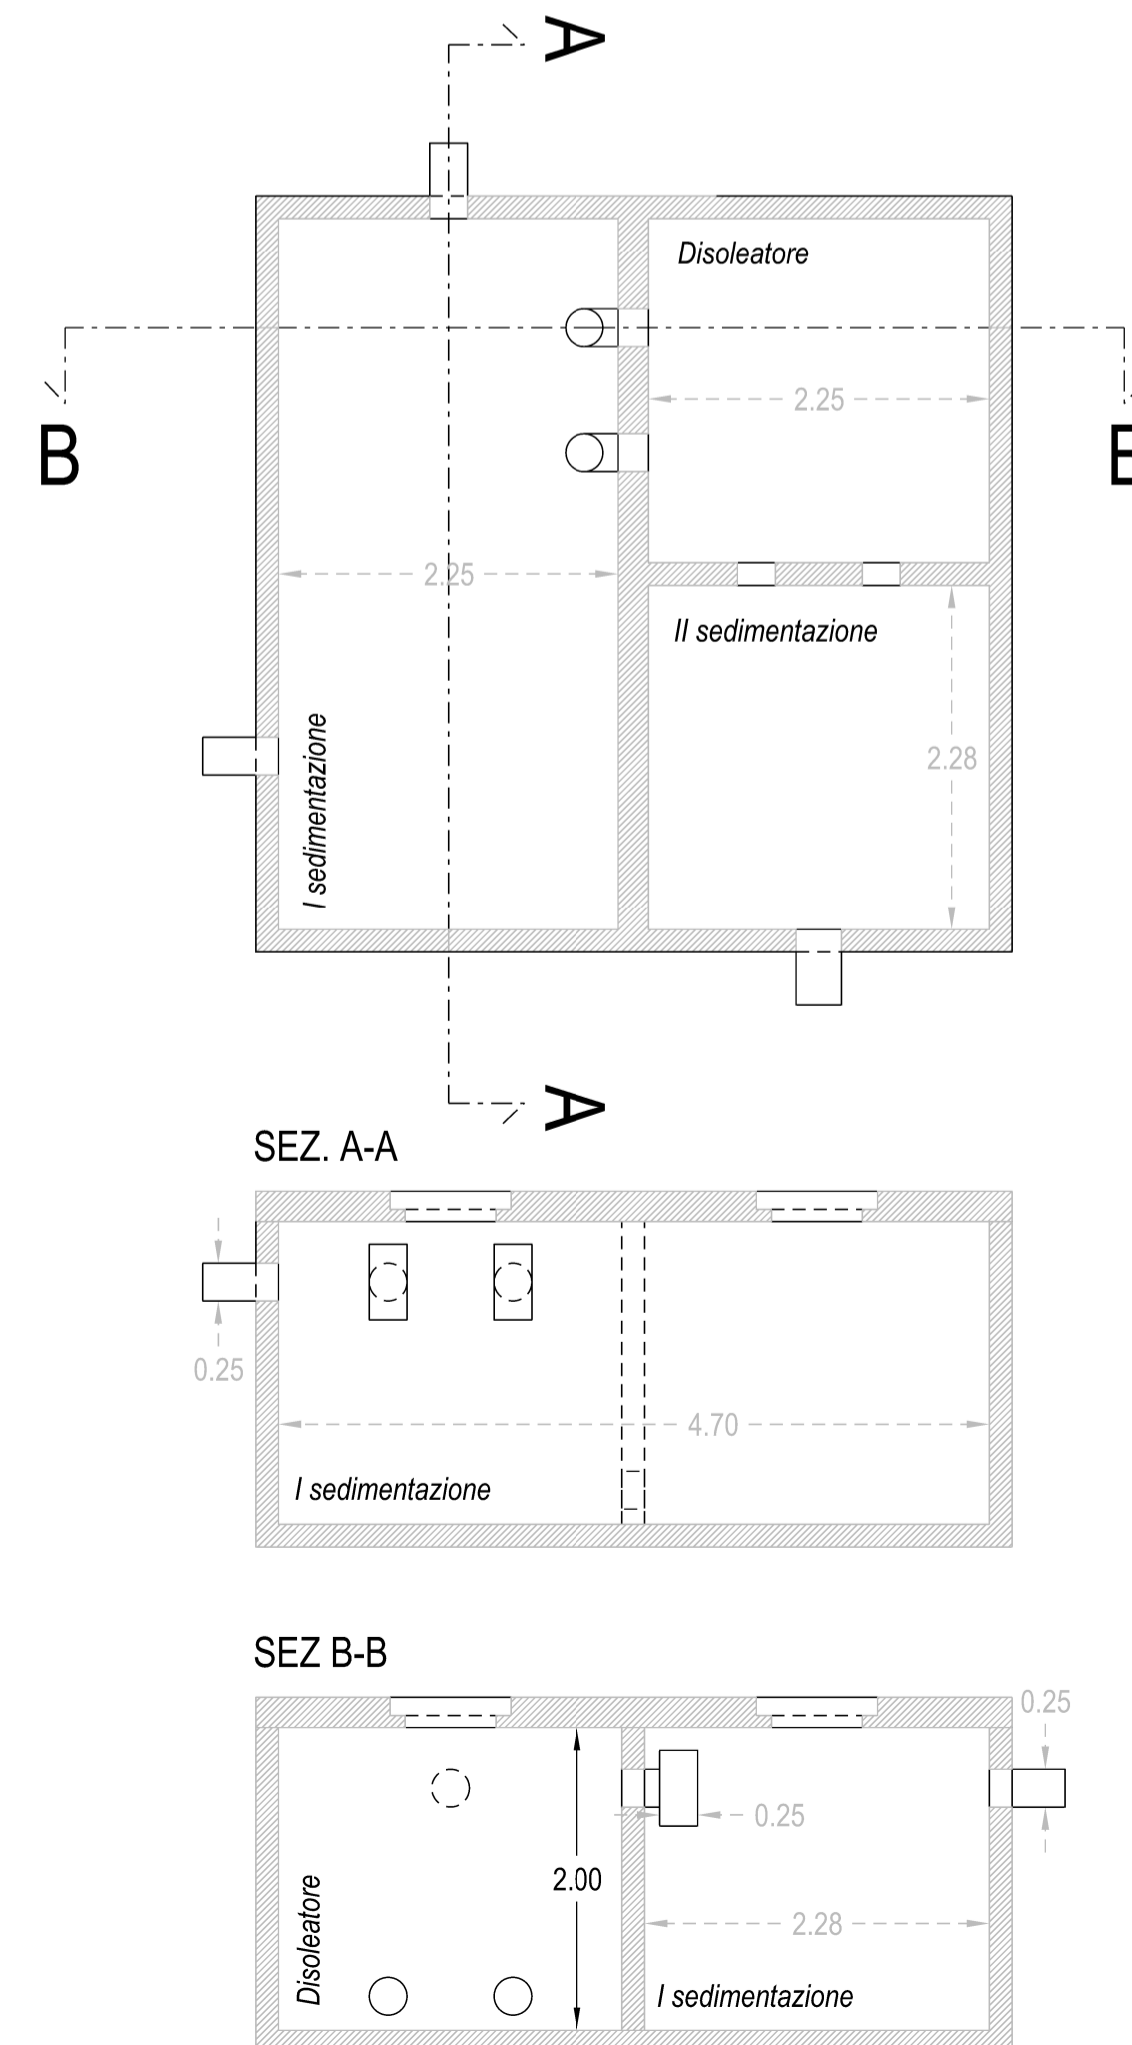 A
Disoleatore
2.25
B
B
2.25
II sedimentazione
2.28
I sedimentazione
A
SEZ. A-A
0.25
4.70
I sedimentazione
SEZ B-B
0.25
0.25
2.00
Disoleatore
2.28
I sedimentazione